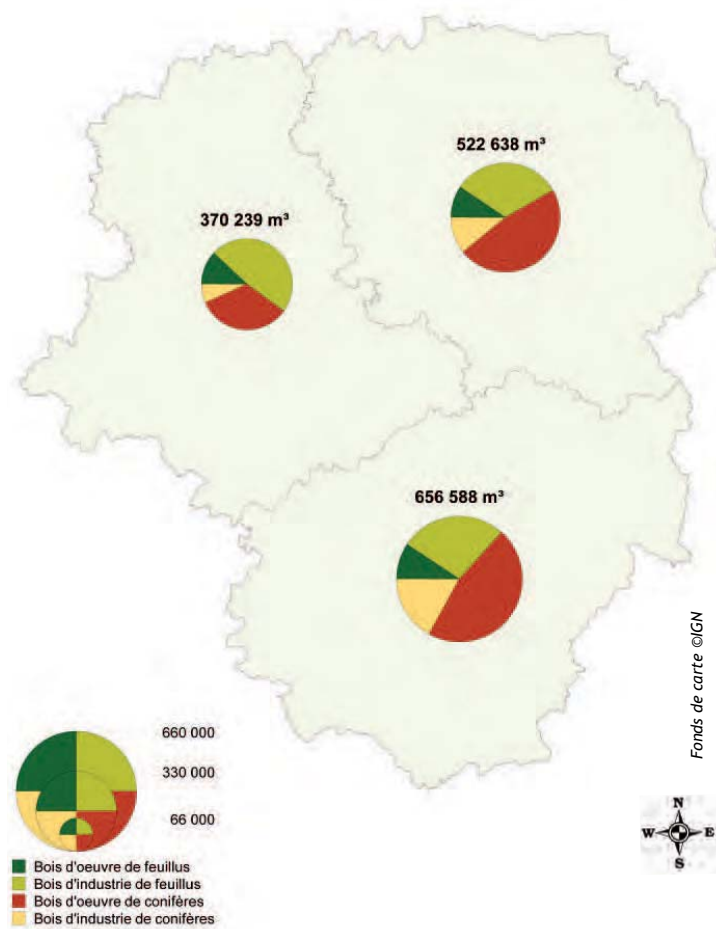 522 638 m³
370 239 m³
656 588 m³
Fonds de carte ©IGN
660 000
330 000
66 000
N
W E
S
Bois d'oeuvre de feuillus
Bois d'industrie de feuillus
Bois d'oeuvre de conifères
Bois d'industrie de conifères